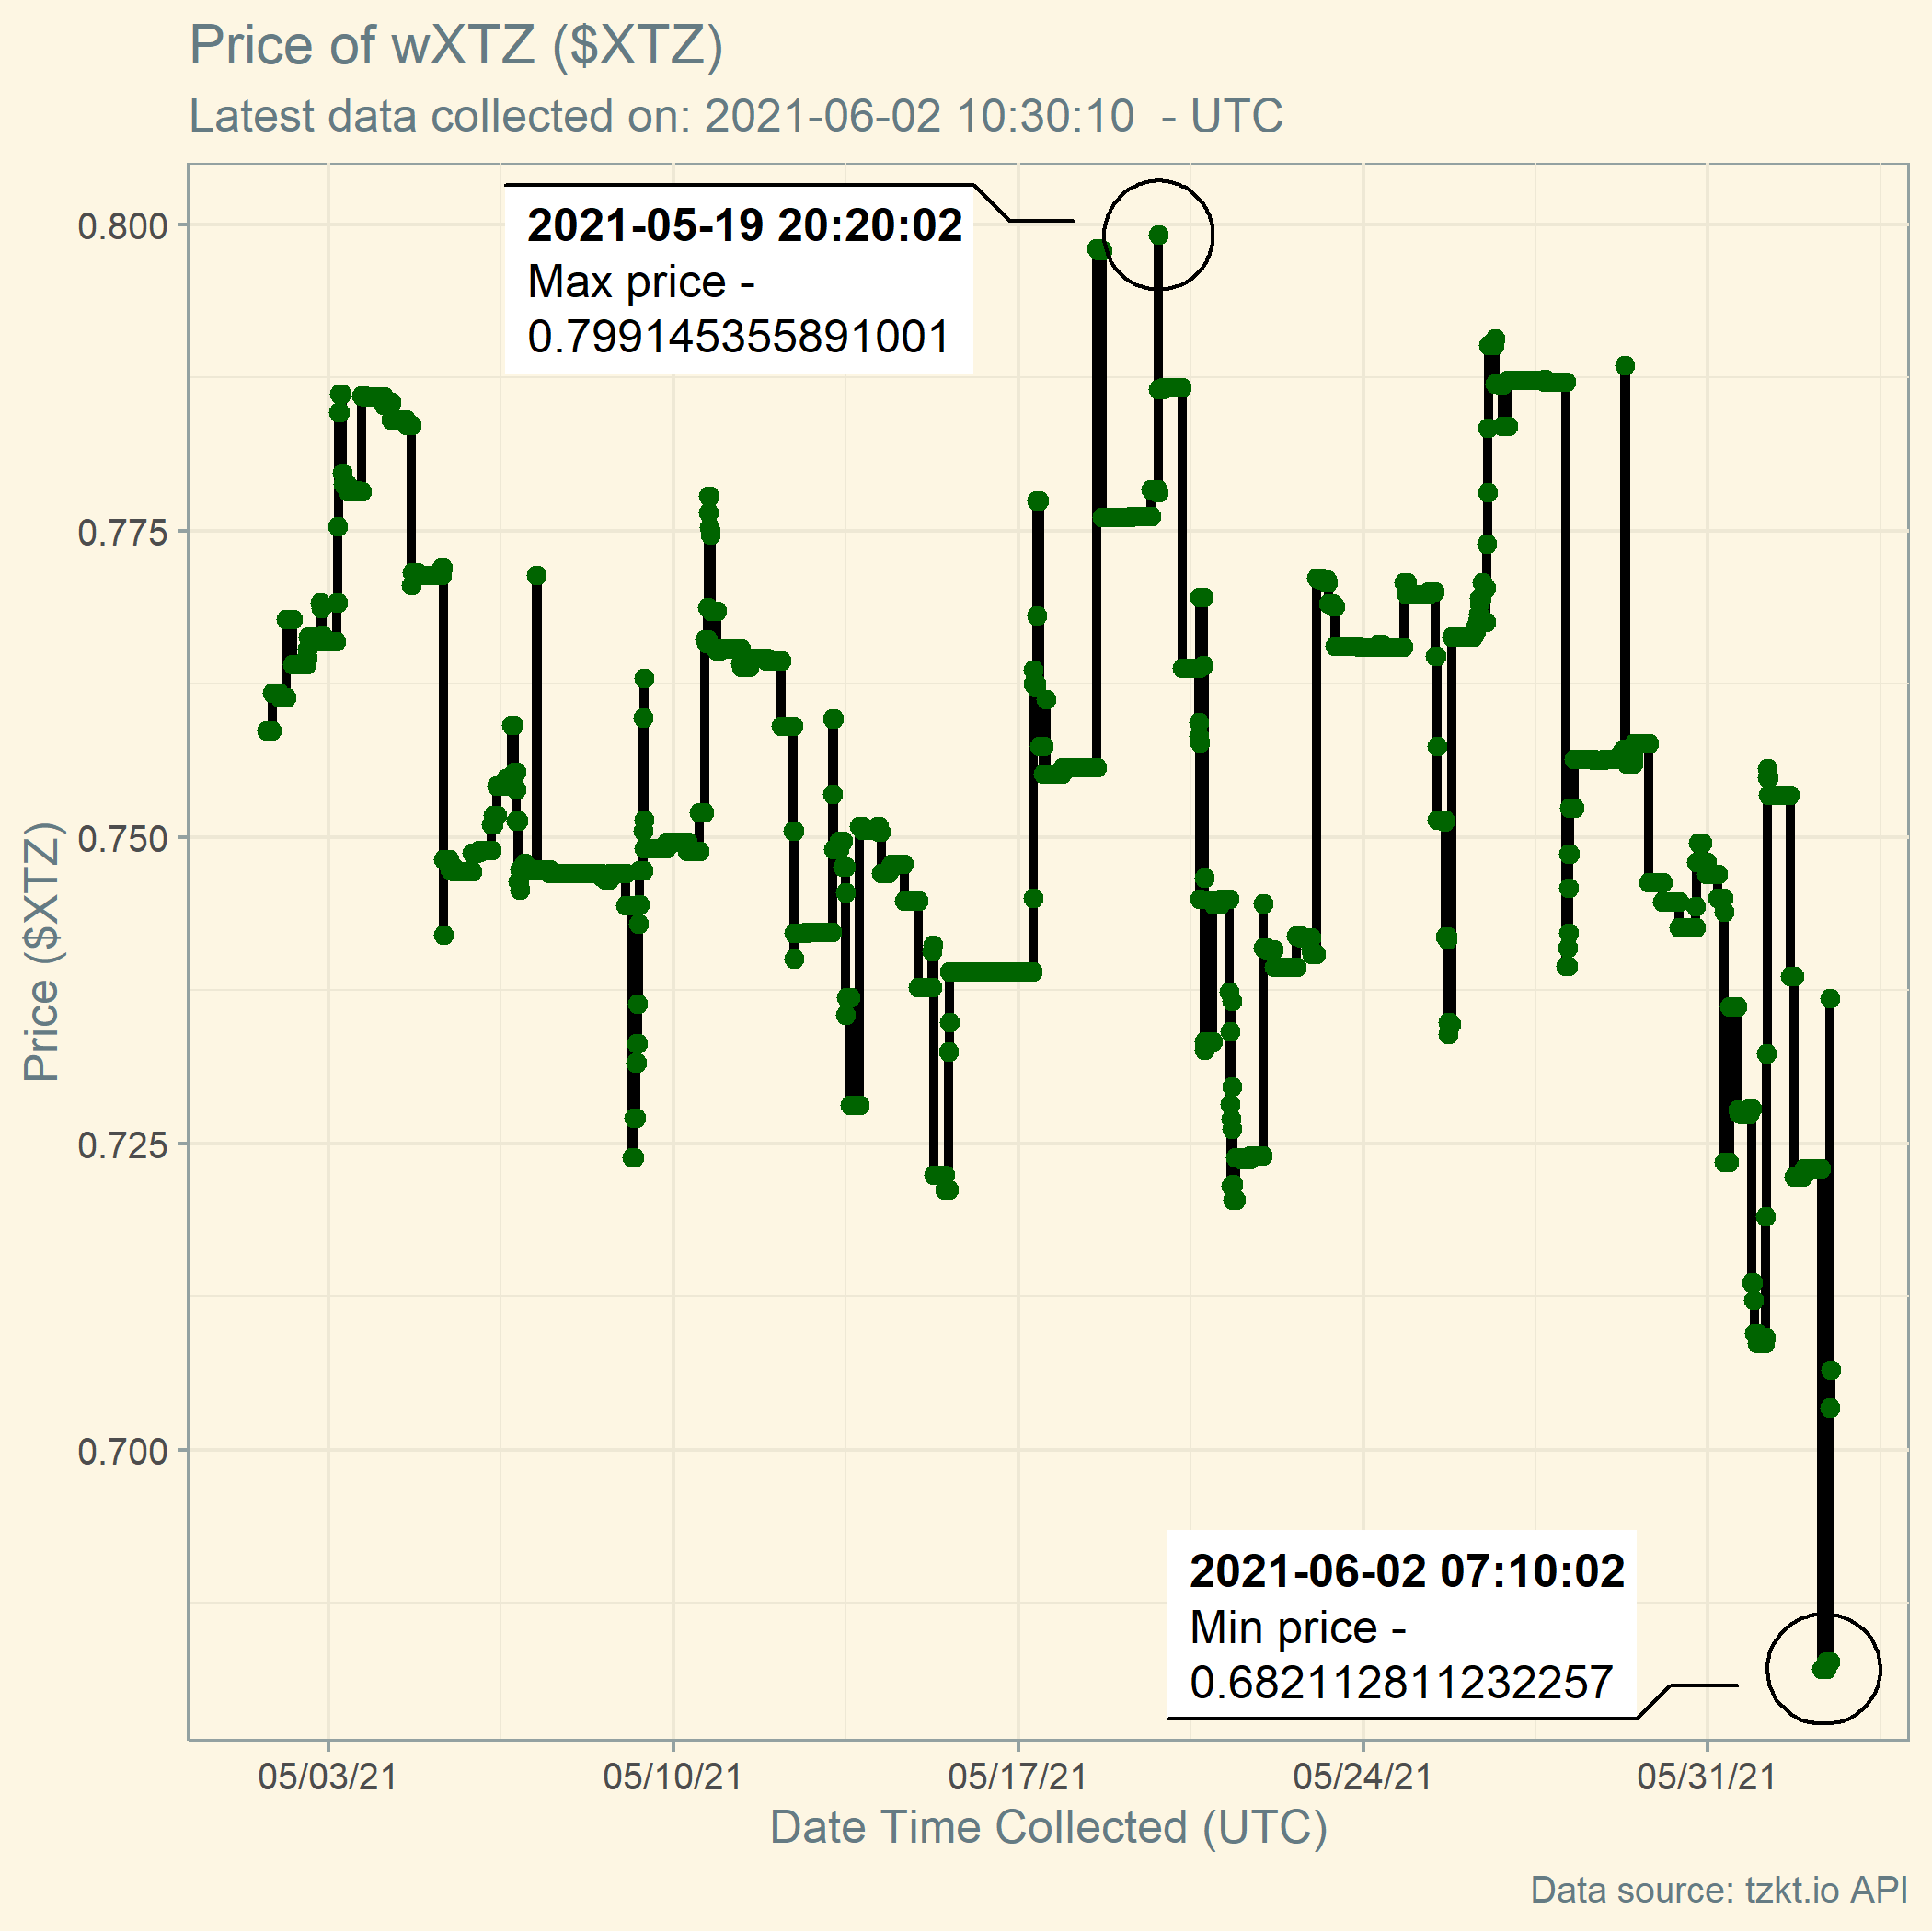 Price of wXTZ ($XTZ)
Latest data collected on: 2021-06-02 10:30:10  - UTC
2021-05-19 20:20:02
Max price -
0.799145355891001
0.800
0.775
0.750
0.725
0.700
Price ($XTZ)
2021-06-02 07:10:02
Min price -
0.682112811232257
05/03/21
05/10/21
05/17/21
05/24/21
05/31/21
Date Time Collected (UTC)
Data source: tzkt.io API